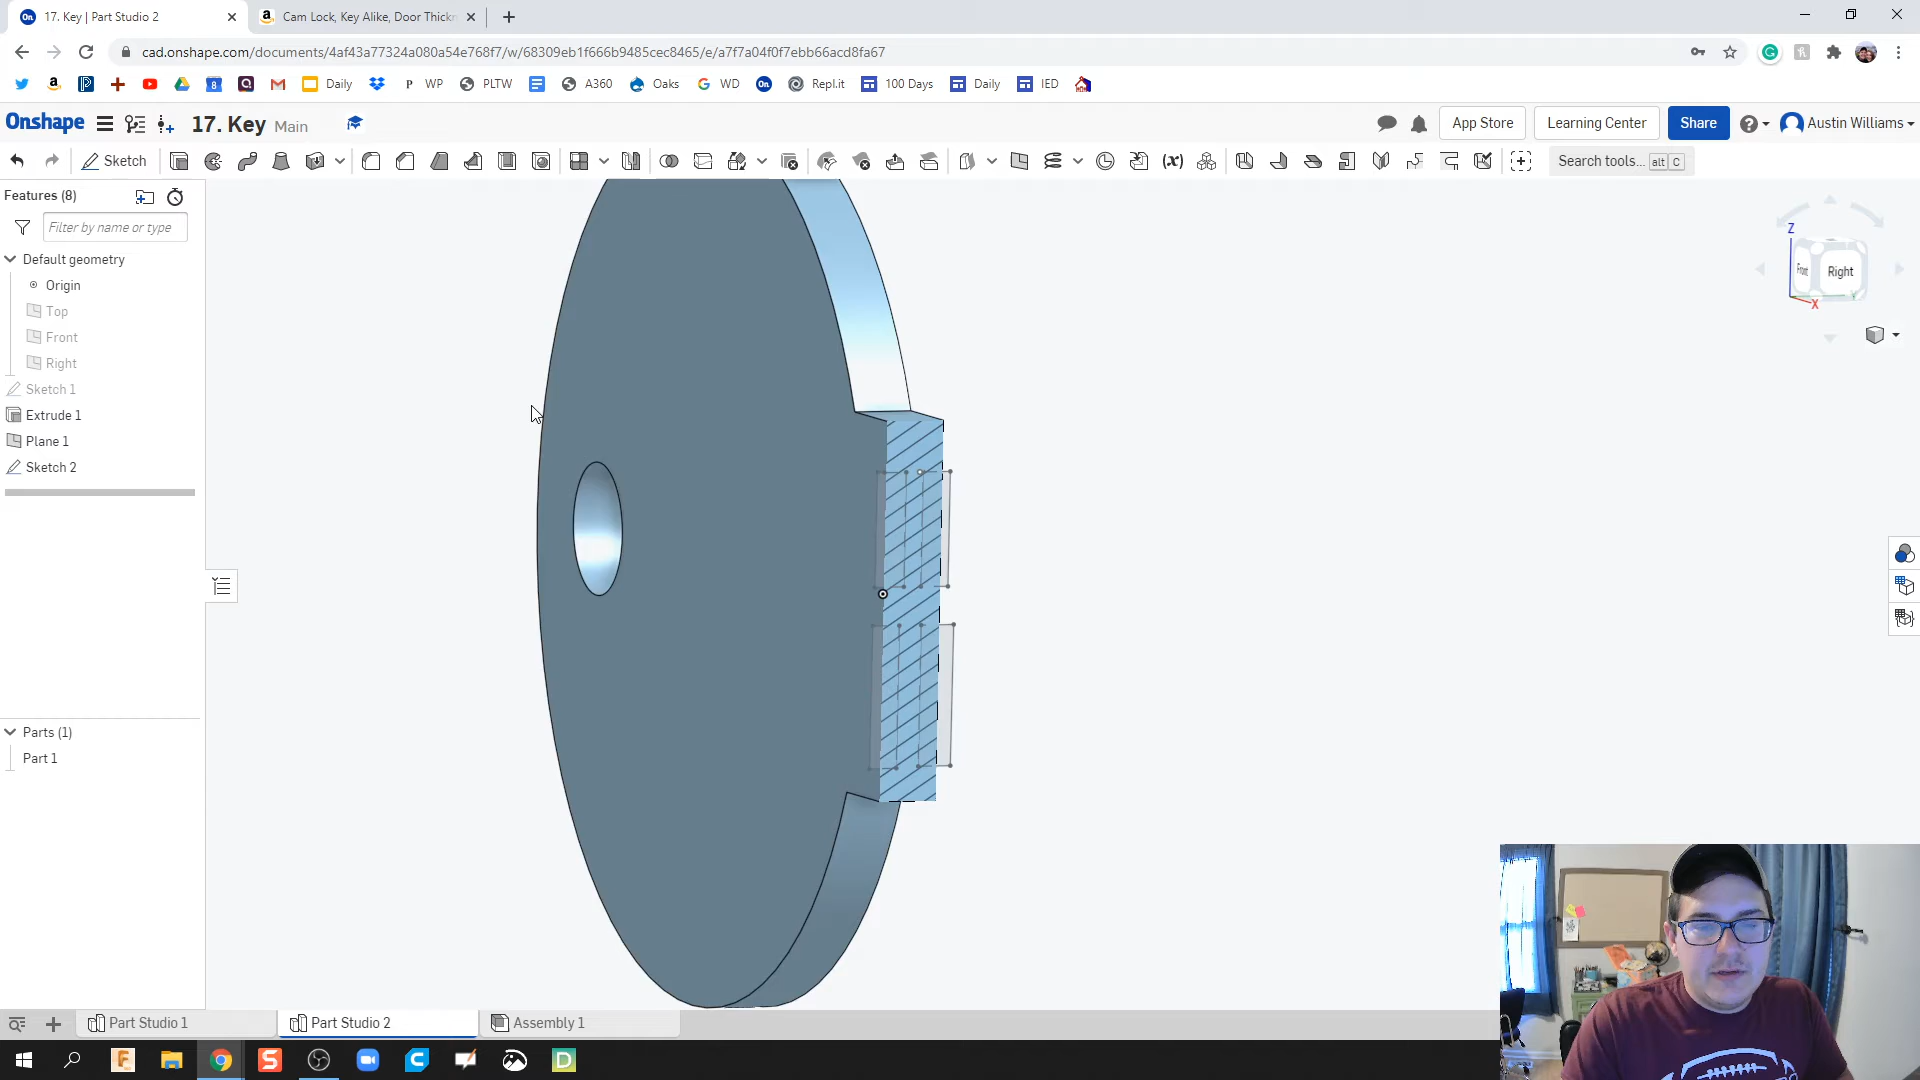 17. Key | Part Studio 2
Cam Lock, Key Alike, Door Thickn
cad.onshape.com/documents/4af43a77324a080a54e768f7/w/68309eb1f666b9485cec8465/e/a7f7a04f0f7ebb66acd8fa67
Daily
WP
PLTW
A360
Oaks
WD
Repl.it
100 Days
Daily
IED
Onshape
17. Key Main
App Store
Learning Center
Share
Austin Williams
Sketch
Search tools... alt C
Features (8)
Filter by name or type
Default geometry
Origin
Top
Front
Right
Sketch 1
Extrude 1
Plane 1
Sketch 2
Parts (1)
Part 1
Z
Front
Right
X
Part Studio 1
Part Studio 2
Assembly 1